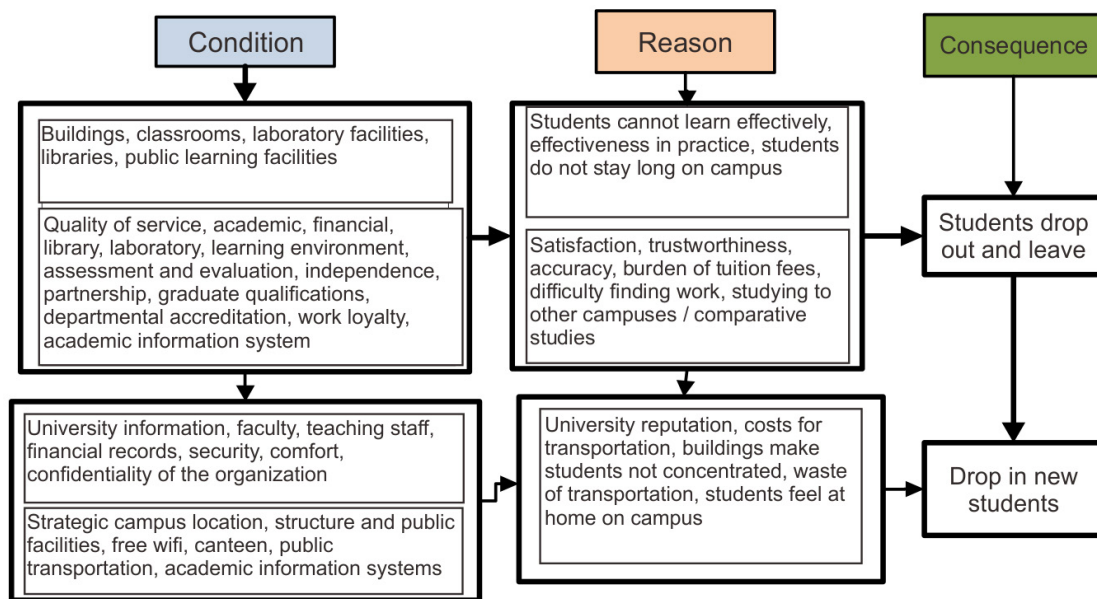 Condition
Reason
Consequence
Buildings, classrooms, laboratory facilities,
libraries, public learning facilities
Quality of service, academic, financial,
library, laboratory, learning environment,
assessment and evaluation, independence,
partnership, graduate qualifications,
departmental accreditation, work loyalty,
academic information system
Students cannot learn effectively,
effectiveness in practice, students
do not stay long on campus
Satisfaction, trustworthiness,
accuracy, burden of tuition fees,
difficulty finding work, studying to
other campuses / comparative
studies
Students drop
out and leave
University information, faculty, teaching staff,
financial records, security, comfort,
confidentiality of the organization
Strategic campus location, structure and public
facilities, free wifi, canteen, public
transportation, academic information systems
University reputation, costs for
transportation, buildings make
students not concentrated, waste
of transportation, students feel at
home on campus
Drop in new
students